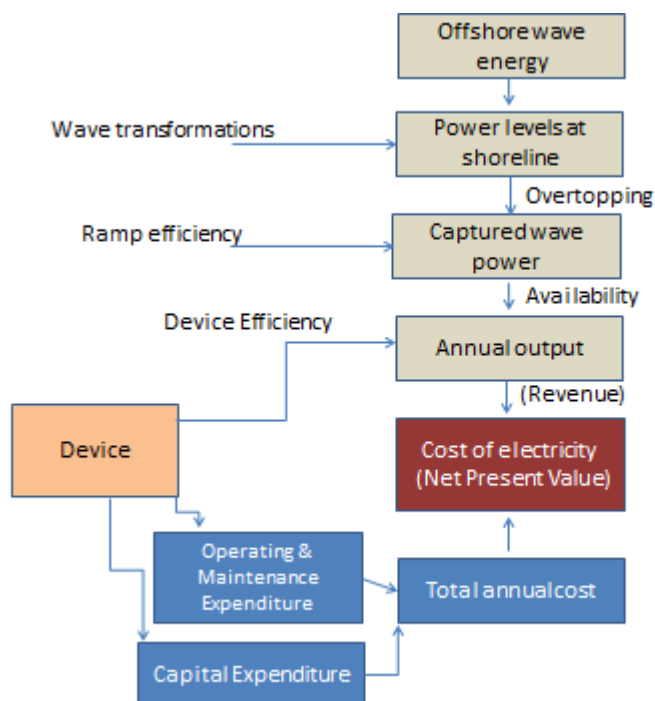 Offshore wave
energy
Wave transformations
Power levels at
shoreline
Overtopping
Ramp efficiency
Captured wave
power
Availability
Device Efficiency
Annual output
(Revenue)
Device
Cost of electricity
(Net Present Value)
Operating &
Maintenance
Expenditure
Total annual cost
Capital Expenditure